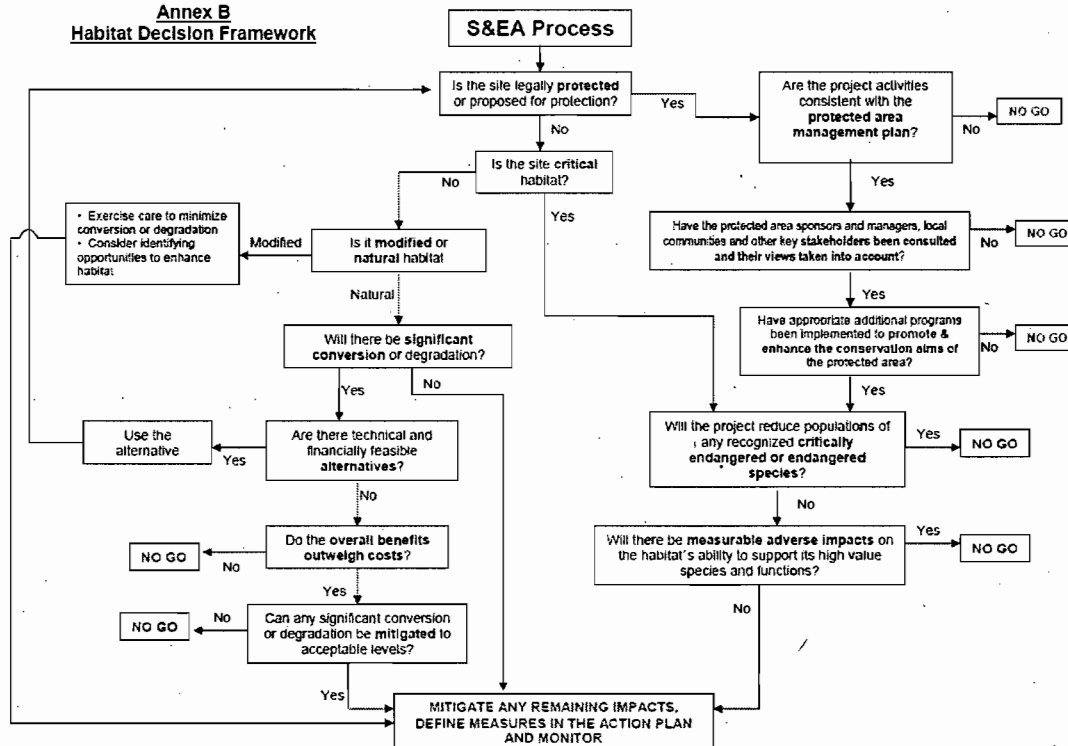 Annex B
Habitat Decision Framework
S&EA Process
Is the site legally protected
or proposed for protection?
Yes
Are the project activities
consistent with the
protected area
management plan?
No
NO GO
No
Is the site critical
habitat?
No
Yes
Yes
• Exercise care to minimize
conversion or degradation
• Consider identifying
opportunities to enhance
habitat
Modified
Is it modified or
natural habitat
Have the protected area sponsors and managers, local
communities and other key stakeholders been consulted
and their views taken into account?
No
NO GO
Natural
Yes
Will there be significant
conversion or degradation?
Have appropriate additional programs
been implemented to promote &
enhance the conservation aims of
the protected area?
No
NO GO
Yes
No
Yes
Use the
alternative
Yes
Are there technical and
financially feasible
alternatives?
Will the project reduce populations of
any recognized critically
endangered or endangered
species?
Yes
NO GO
No
No
Do the overall benefits
outweigh costs?
No
NO GO
Will there be measurable adverse impacts on
the habitat's ability to support its high value
species and functions?
Yes
NO GO
Yes
No
Can any significant conversion
or degradation be mitigated to
acceptable levels?
No
NO GO
Yes
MITIGATE ANY REMAINING IMPACTS,
DEFINE MEASURES IN THE ACTION PLAN
AND MONITOR